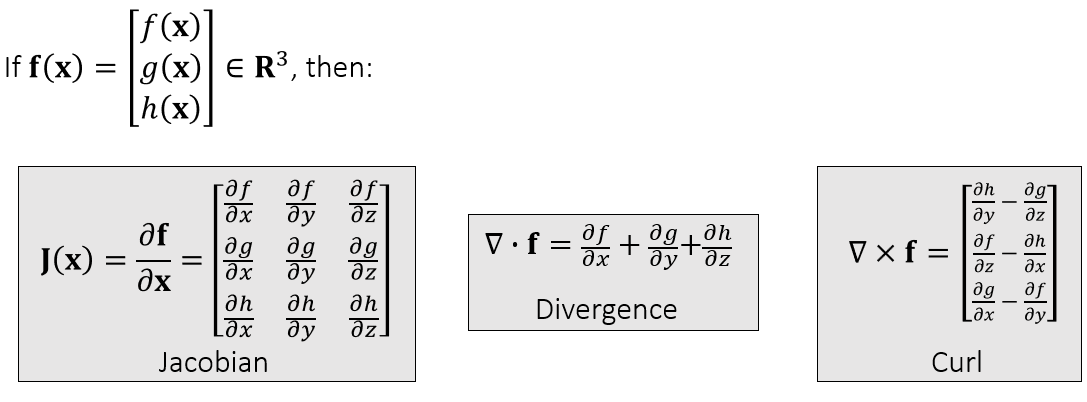 If 𝐟(𝐱) = [f(𝐱) g(𝐱) h(𝐱)] ∈ 𝐑³, then:
𝐉(𝐱) = ∂𝐟/∂𝐱 = [∂f/∂x ∂f/∂y ∂f/∂z
∂g/∂x ∂g/∂y ∂g/∂z
∂h/∂x ∂h/∂y ∂h/∂z]
Jacobian
∇ · 𝐟 = ∂f/∂x + ∂g/∂y + ∂h/∂z
Divergence
∇ × 𝐟 = [∂h/∂y − ∂g/∂z
∂f/∂z − ∂h/∂x
∂g/∂x − ∂f/∂y]
Curl